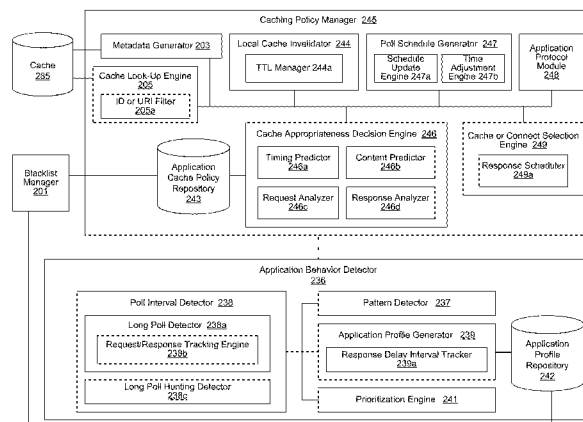 Caching Policy Manager 245
Cache
285
Metadata Generator 203
Cache Look-Up Engine
205
ID or URI Filter
205a
Local Cache Invalidator 244
TTL Manager 244a
Poll Schedule Generator 247
Schedule
Update
Engine 247a
Time
Adjustment
Engine 247b
Application
Protocol
Module
248
Cache Appropriateness Decision Engine 246
Timing Predictor
246a
Content Predictor
246b
Request Analyzer
246c
Response Analyzer
246d
Cache or Connect Selection
Engine 249
Response Scheduler
249a
Blacklist
Manager
201
Application
Cache Policy
Repository
243
Application Behavior Detector
236
Poll Interval Detector 238
Long Poll Detector 238a
Request/Response Tracking Engine
238b
Long Poll Hunting Detector
238c
Pattern Detector 237
Application Profile Generator 239
Response Delay Interval Tracker
239a
Prioritization Engine 241
Application
Profile
Repository
242